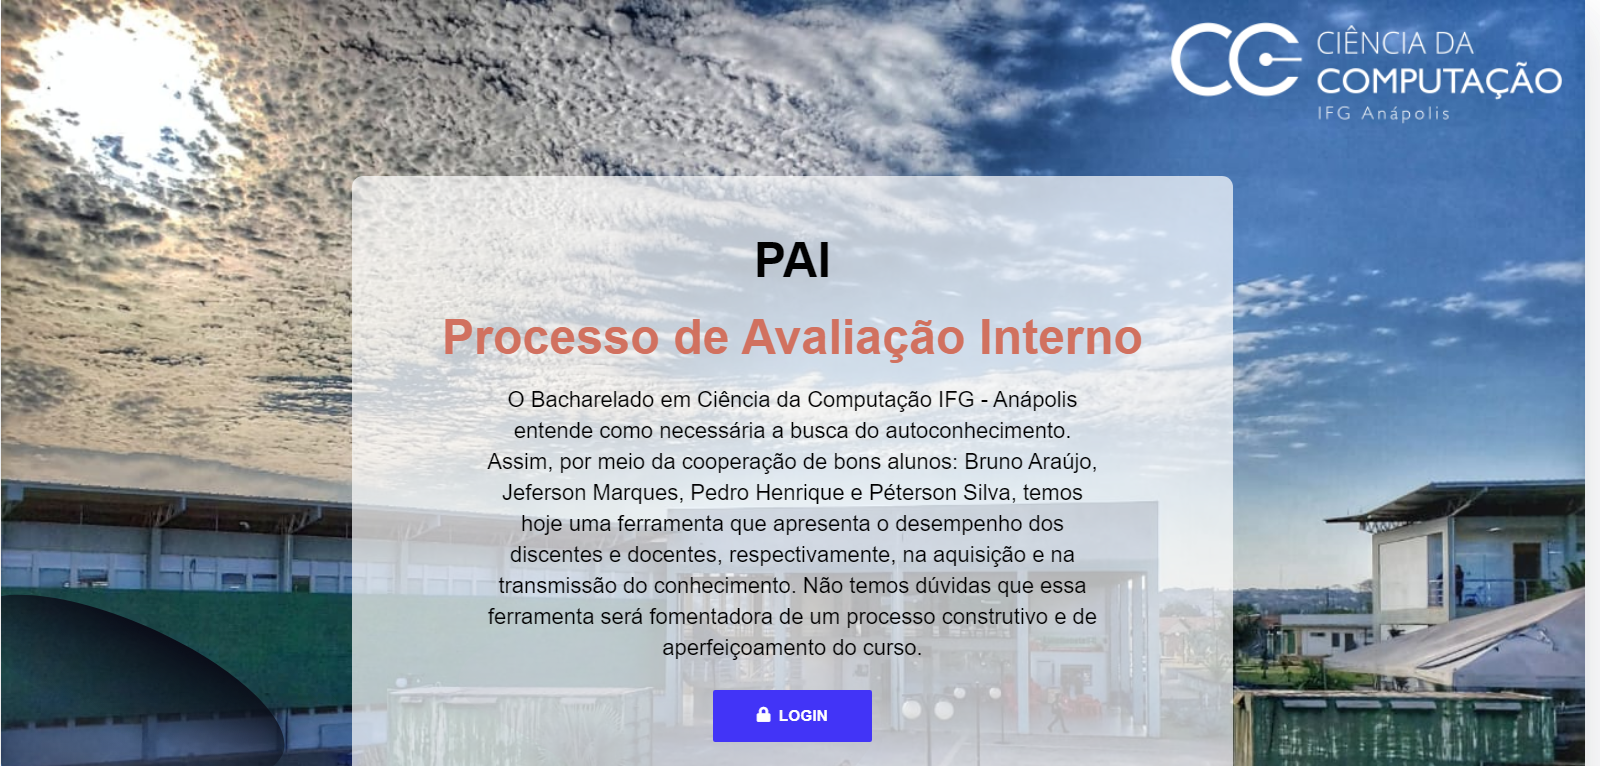 CIÊNCIA DA
COMPUTAÇÃO
IFG Anápolis
PAI
Processo de Avaliação Interno
O Bacharelado em Ciência da Computação IFG - Anápolis
entende como necessária a busca do autoconhecimento.
Assim, por meio da cooperação de bons alunos: Bruno Araújo,
Jeferson Marques, Pedro Henrique e Péterson Silva, temos
hoje uma ferramenta que apresenta o desempenho dos
discentes e docentes, respectivamente, na aquisição e na
transmissão do conhecimento. Não temos dúvidas que essa
ferramenta será fomentadora de um processo construtivo e de
aperfeiçoamento do curso.
LOGIN